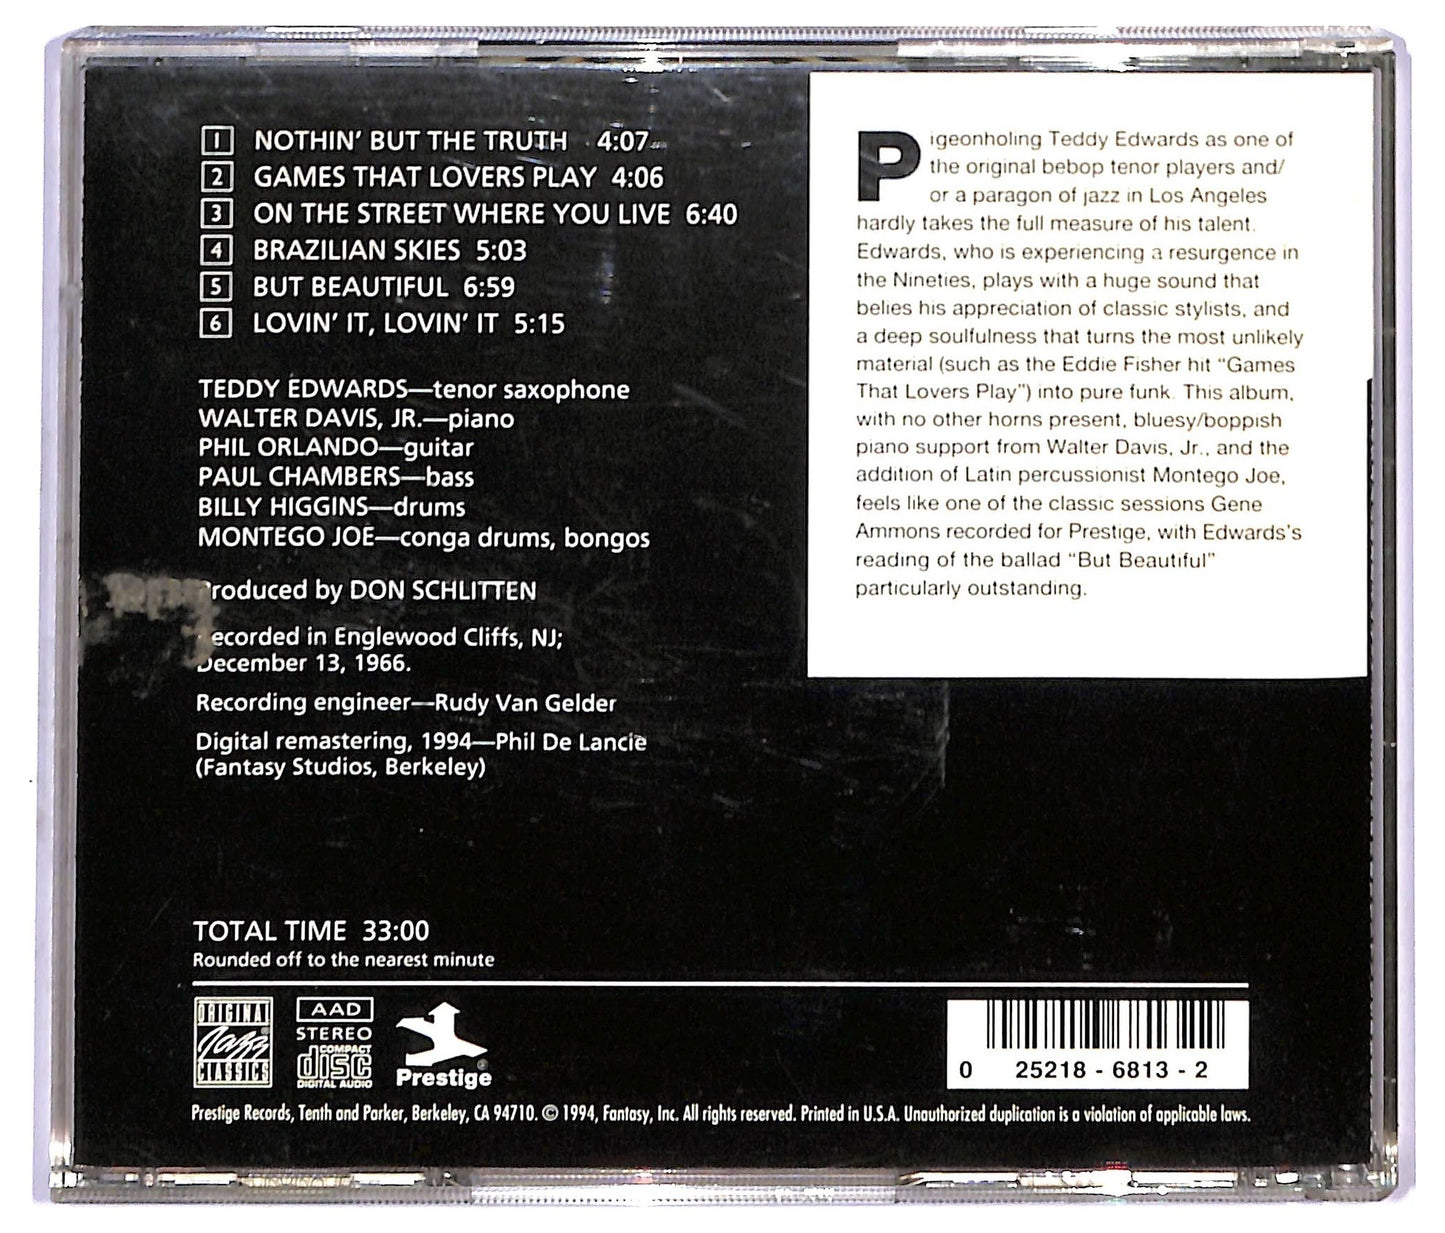 1 NOTHIN' BUT THE TRUTH 4:07
2 GAMES THAT LOVERS PLAY 4:06
3 ON THE STREET WHERE YOU LIVE 6:40
4 BRAZILIAN SKIES 5:03
5 BUT BEAUTIFUL 6:59
6 LOVIN' IT, LOVIN' IT 5:15
TEDDY EDWARDS—tenor saxophone
WALTER DAVIS, JR.—piano
PHIL ORLANDO—guitar
PAUL CHAMBERS—bass
BILLY HIGGINS—drums
MONTEGO JOE—conga drums, bongos
Produced by DON SCHLITTEN
Recorded in Englewood Cliffs, NJ;
December 13, 1966.
Recording engineer—Rudy Van Gelder
Digital remastering, 1994—Phil De Lancie
(Fantasy Studios, Berkeley)
Pigeonholing Teddy Edwards as one of
the original bebop tenor players and/
or a paragon of jazz in Los Angeles
hardly takes the full measure of his talent.
Edwards, who is experiencing a resurgence in
the Nineties, plays with a huge sound that
belies his appreciation of classic stylists, and
a deep soulfulness that turns the most unlikely
material (such as the Eddie Fisher hit "Games
That Lovers Play") into pure funk. This album,
with no other horns present, bluesy/boppish
piano support from Walter Davis, Jr., and the
addition of Latin percussionist Montego Joe,
feels like one of the classic sessions Gene
Ammons recorded for Prestige, with Edwards's
reading of the ballad "But Beautiful"
particularly outstanding.
TOTAL TIME 33:00
Rounded off to the nearest minute
ORIGINAL
Jazz
CLASSICS
AAD
STEREO
COMPACT
disc
DIGITAL AUDIO
Prestige®
0 25218 - 6813 - 2
Prestige Records, Tenth and Parker, Berkeley, CA 94710. © 1994, Fantasy, Inc. All rights reserved. Printed in U.S.A. Unauthorized duplication is a violation of applicable laws.